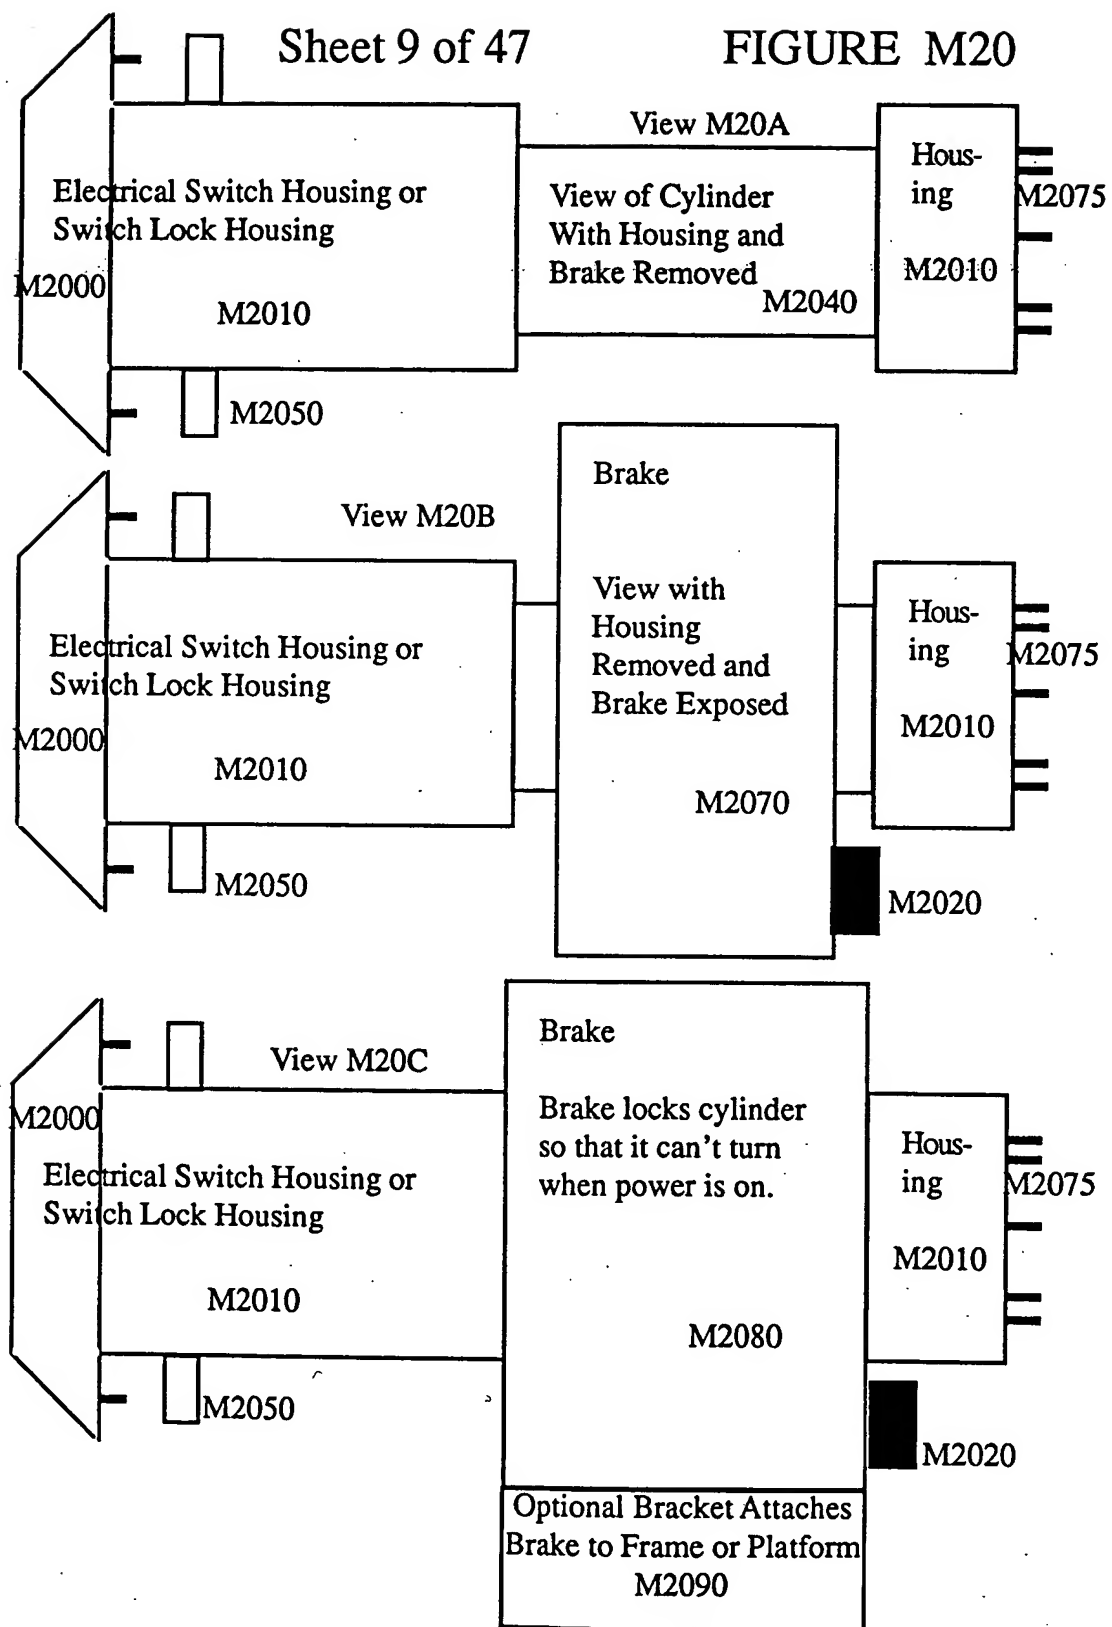 Sheet 9 of 47
FIGURE M20
View M20A
Electrical Switch Housing or
Switch Lock Housing
M2000
M2010
M2050
View of Cylinder
With Housing and
Brake Removed
M2040
Hous-
ing
M2010
M2075
View M20B
Electrical Switch Housing or
Switch Lock Housing
M2000
M2010
M2050
Brake
View with
Housing
Removed and
Brake Exposed
M2070
Hous-
ing
M2010
M2075
M2020
View M20C
M2000
Electrical Switch Housing or
Switch Lock Housing
M2010
M2050
Brake
Brake locks cylinder
so that it can't turn
when power is on.
M2080
Hous-
ing
M2010
M2075
M2020
Optional Bracket Attaches
Brake to Frame or Platform
M2090